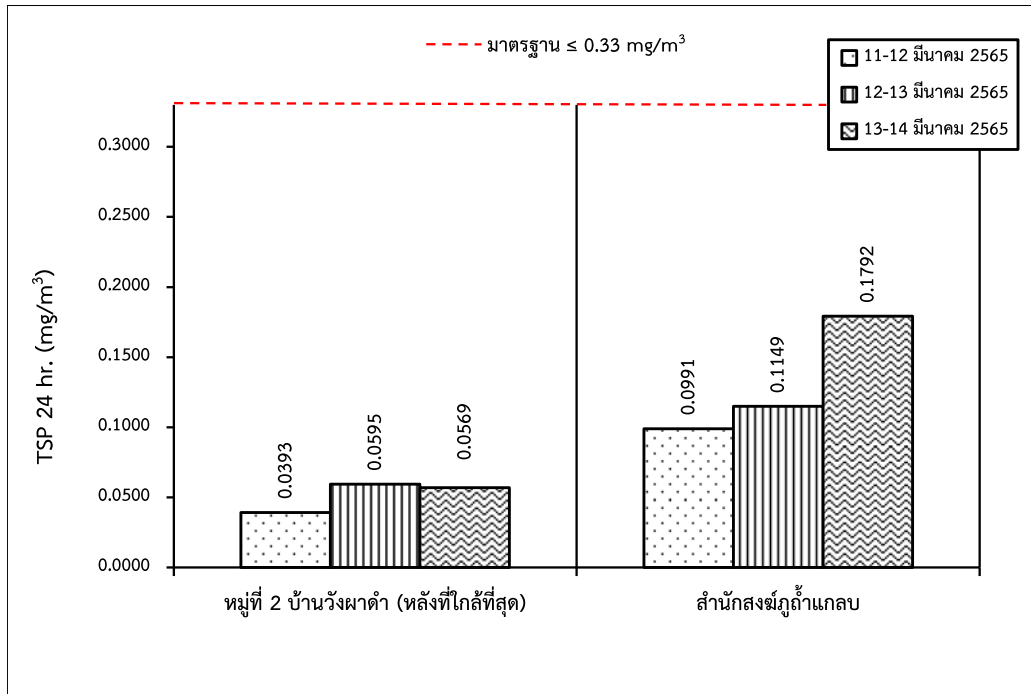 มาตรฐาน ≤ 0.33 mg/m³
11-12 มีนาคม 2565
12-13 มีนาคม 2565
13-14 มีนาคม 2565
TSP 24 hr. (mg/m³)
0.3000
0.2500
0.2000
0.1500
0.1000
0.0500
0.0000
0.0393
0.0595
0.0569
0.0991
0.1149
0.1792
หมู่ที่ 2 บ้านวังผาดำ (หลังที่ใกล้ที่สุด)
สำนักสงฆ์ภูถ้ำแกลบ